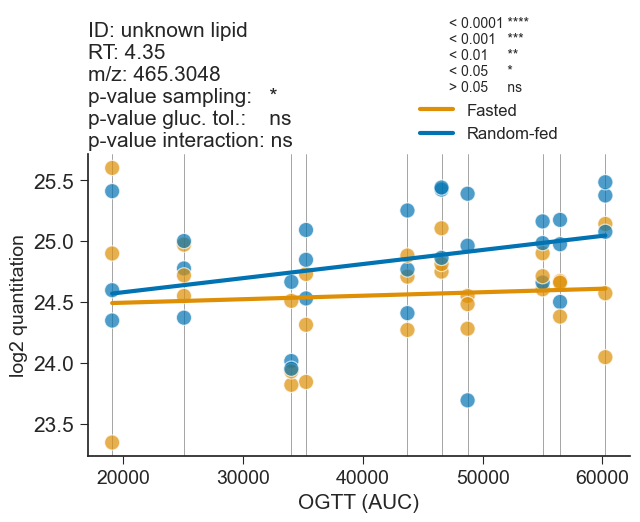 ID: unknown lipid
RT: 4.35
m/z: 465.3048
p-value sampling: *
p-value gluc. tol.: ns
p-value interaction: ns
< 0.0001 ****
< 0.001 ***
< 0.01 **
< 0.05 *
> 0.05 ns
Fasted
Random-fed
log2 quantitation
25.5
25.0
24.5
24.0
23.5
20000 30000 40000 50000 60000
OGTT (AUC)